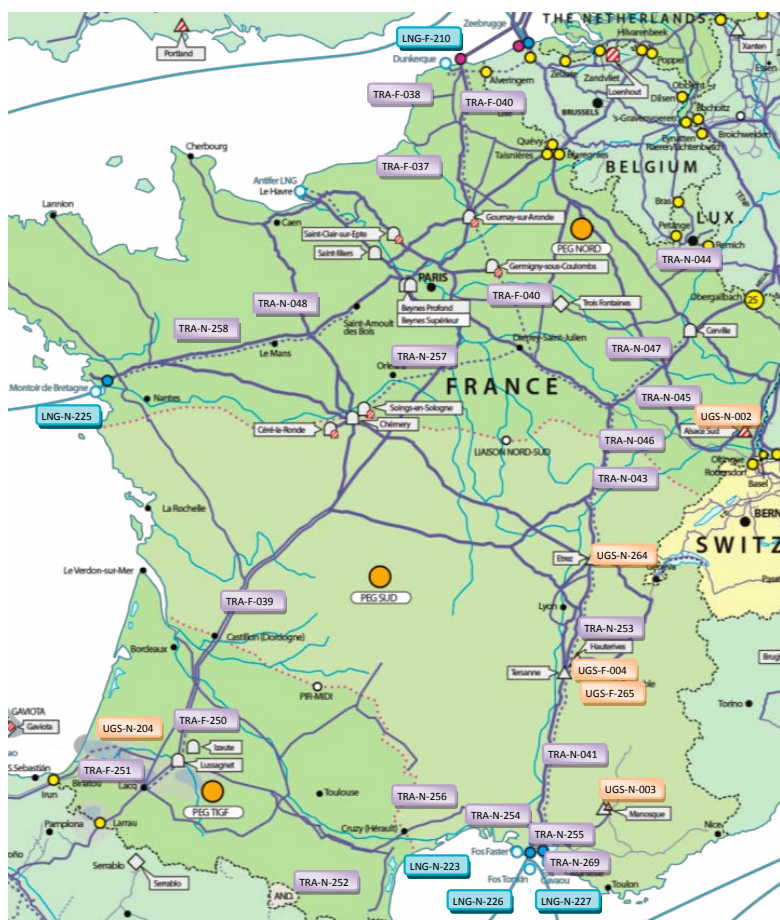 Zeebrugge
THE NETHERLANDS
Hilvarenbeek
Xanten
Portland
LNG-F-210
Dunkerque
Alveringem
Zelzate
Zandvliet
Poppel
Essen
Loenhout
Obbicht
TRA-F-038
TRA-F-040
BRUSSELS
Dilsen
Bocholtz
's-Gravenvoeren
Eynatten
Broichweiden
Raeren/Lichtenbusch
Cherbourg
Quévy
Taisnières
Blaregnies
BELGIUM
TRA-F-037
Antifer LNG
Le Havre
Bras
TENP
LUX
Lannion
Caen
Gournay-sur-Aronde
Petange
Remich
Saint-Clair-sur-Epte
PEG NORD
TRA-N-044
Saint-Illiers
Germigny-sous-Coulombs
PARIS
MEGAL
Obergailbach
25
TRA-F-040
TRA-N-048
Beynes Profond
Beynes Supérieur
Trois Fontaines
TRA-N-258
Saint-Arnoult
des Bois
Cerville
Le Mans
Dierrey-Saint-Julien
TRA-N-047
TRA-N-257
Montoir de Bretagne
FRANCE
TRA-N-045
Nantes
LNG-N-225
Soings-en-Sologne
UGS-N-002
Céré-la-Ronde
Chémery
Alsace Sud
TRA-N-046
LIAISON NORD-SUD
Oltingue
Rodersdorf
Basel
TRA-N-043
La Rochelle
BERN
SWITZ
Etrez
UGS-N-264
Le Verdon-sur-Mer
PEG SUD
Geneva
TRA-F-039
Lyon
TRA-N-253
Castillon (Dordogne)
Bordeaux
Hauterives
Tersanne
UGS-F-004
UGS-F-265
PIR-MIDI
Torino
GAVIOTA
Gaviota
UGS-N-204
TRA-F-250
Izaute
TRA-N-041
S.Sebastián
TRA-F-251
Biriatou
Lussagnet
Irun
Lacq
UGS-N-003
Toulouse
TRA-N-256
Manosque
PEG TIGF
TRA-N-254
Pamplona
Larrau
Cruzy (Hérault)
TRA-N-255
Nice
Fos Faster
Serrablo
Serrablo
LNG-N-223
TRA-N-269
Fos Tonkin
TRA-N-252
AND.
Toulon
LNG-N-226
LNG-N-227